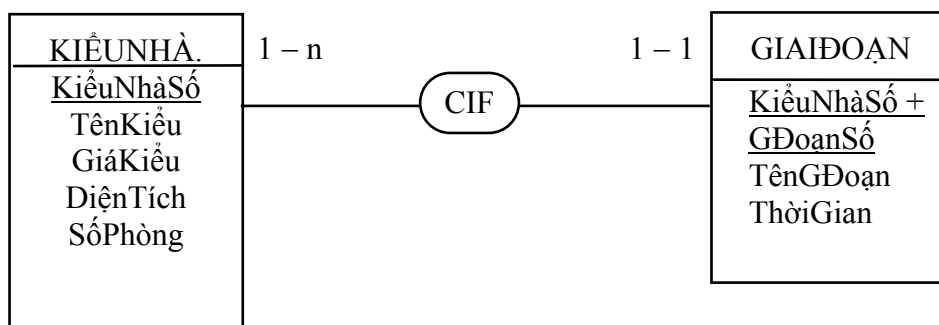 KIỂUNHÀ.
KiểuNhàSố
TênKiểu
GiáKiểu
DiệnTích
SốPhòng
1 – n
CIF
1 – 1
GIAIĐOẠN
KiểuNhàSố +
GĐoạnSố
TênGĐoạn
ThờiGian